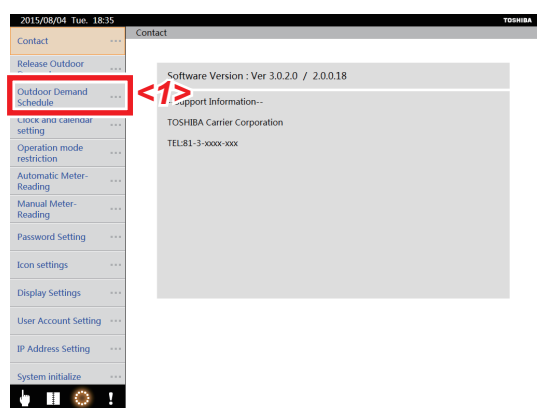 2015/08/04 Tue. 18:35
TOSHIBA
Contact
Contact
Release Outdoor
Outdoor Demand
Schedule
<1>
Clock and calendar
setting
Operation mode
restriction
Automatic Meter-
Reading
Manual Meter-
Reading
Password Setting
Icon settings
Display Settings
User Account Setting
IP Address Setting
System initialize
Software Version : Ver 3.0.2.0 / 2.0.0.18
Support Information--
TOSHIBA Carrier Corporation
TEL:81-3-xxxx-xxx